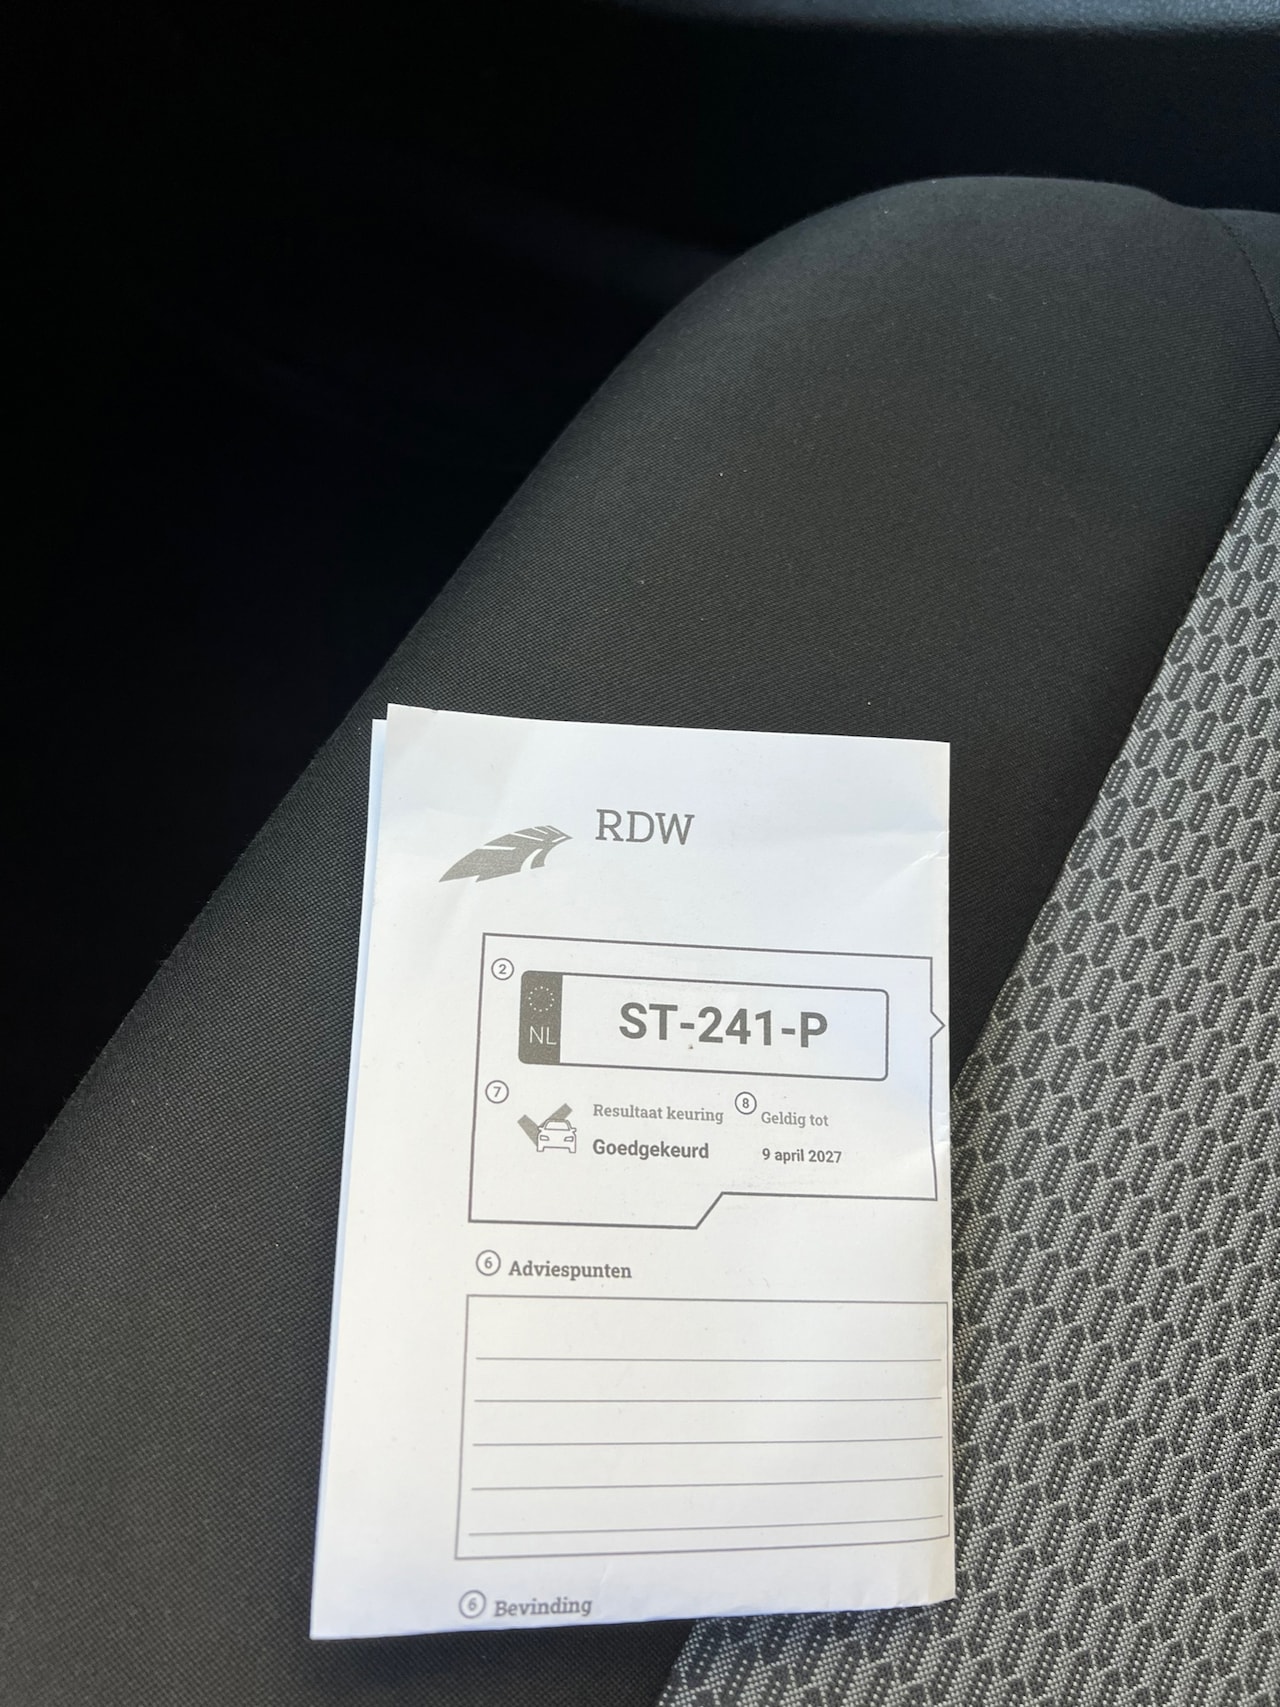 RDW
2
NL
ST-241-P
7
Resultaat keuring
8
Geldig tot
Goedgekeurd
9 april 2027
6 Adviespunten
6 Bevinding